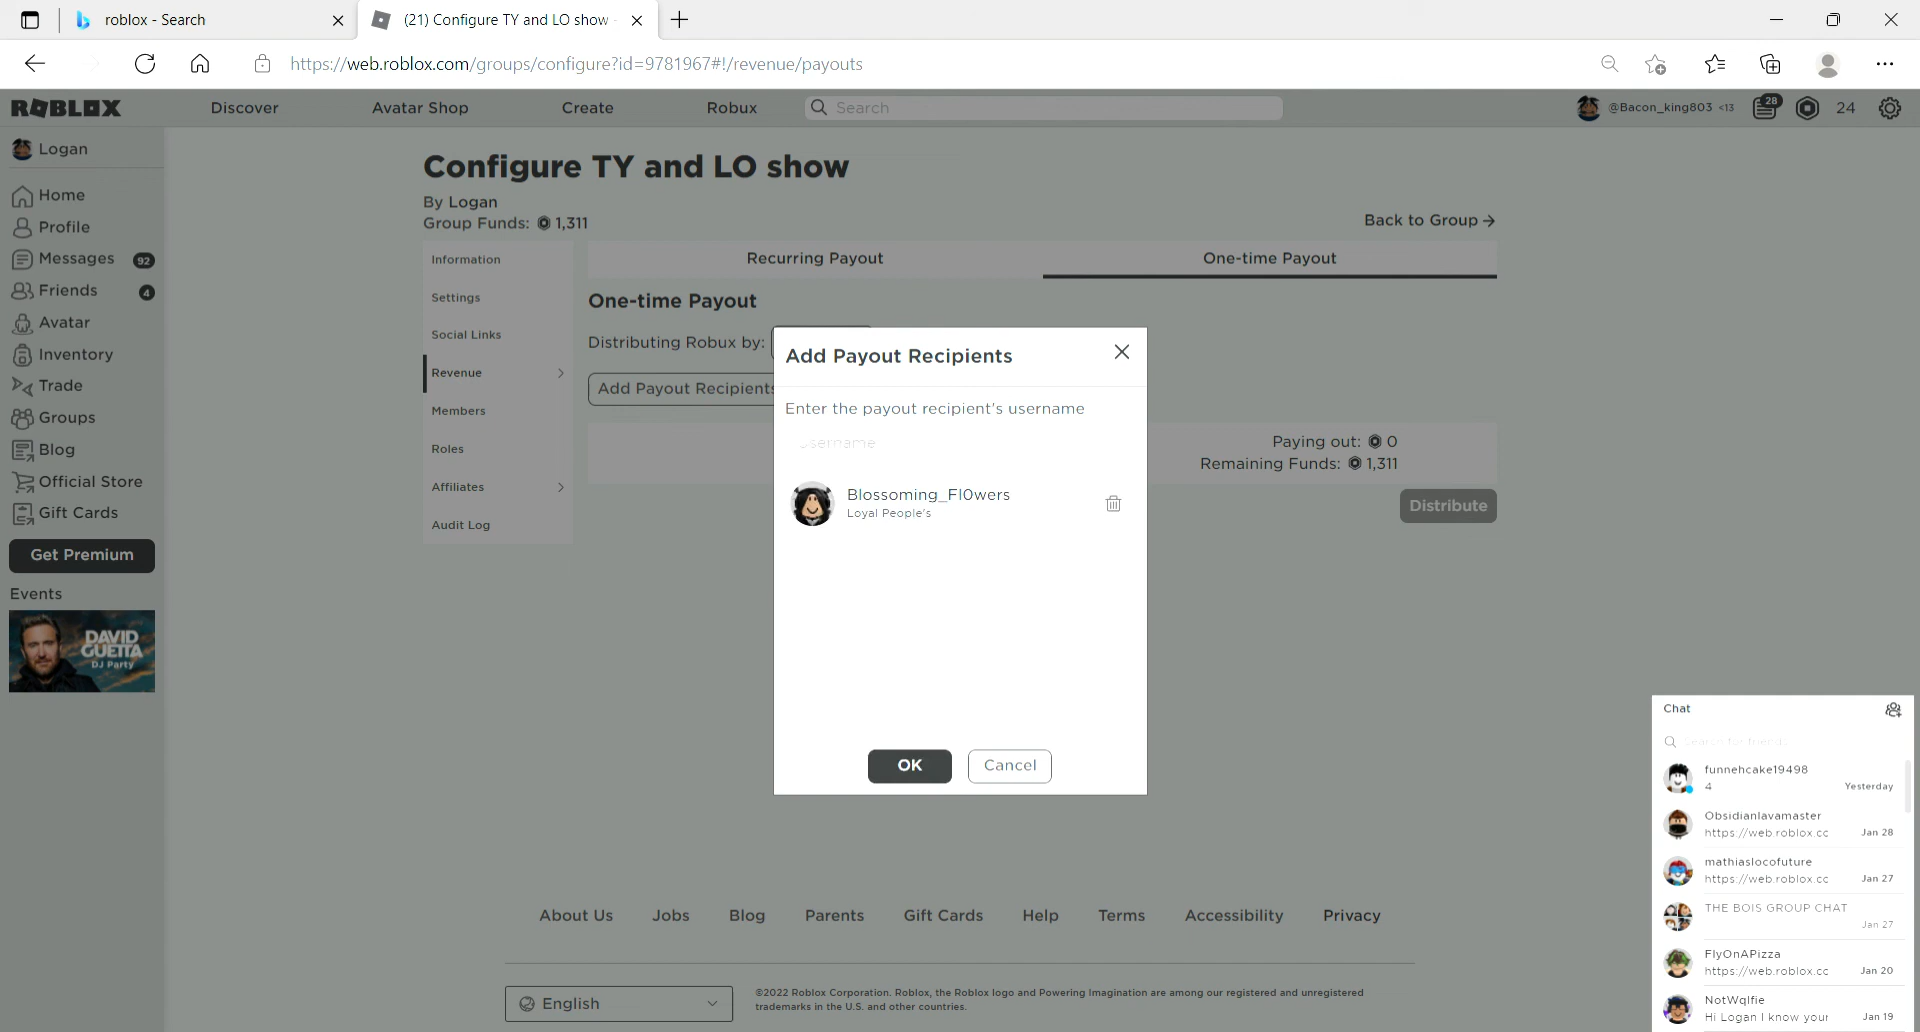 roblox - Search
(21) Configure TY and LO show
https://web.roblox.com/groups/configure?id=9781967#!/revenue/payouts
ROBLOX
Discover
Avatar Shop
Create
Robux
Search
@Bacon_king803 <13
28
24
Logan
Home
Profile
Messages 92
Friends 4
Avatar
Inventory
Trade
Groups
Blog
Official Store
Gift Cards
Get Premium
Events
DAVID
GUETTA
DJ Party
Configure TY and LO show
By Logan
Group Funds: 1,311
Back to Group
Information
Settings
Social Links
Revenue
Members
Roles
Affiliates
Audit Log
Recurring Payout
One-time Payout
One-time Payout
Distributing Robux by:
Add Payout Recipients
Paying out: 0
Remaining Funds: 1,311
Distribute
Add Payout Recipients
Enter the payout recipient's username
Username
Blossoming_Fl0wers
Loyal People's
OK
Cancel
Chat
Search for friends
funnehcake19498
4 Yesterday
Obsidianlavamaster
https://web.roblox.cc Jan 28
mathiaslocofuture
https://web.roblox.cc Jan 27
THE BOIS GROUP CHAT
Jan 27
FlyOnAPizza
https://web.roblox.cc Jan 20
NotWqlfie
Hi Logan I know your Jan 19
About Us
Jobs
Blog
Parents
Gift Cards
Help
Terms
Accessibility
Privacy
English
©2022 Roblox Corporation. Roblox, the Roblox logo and Powering Imagination are among our registered and unregistered
trademarks in the U.S. and other countries.